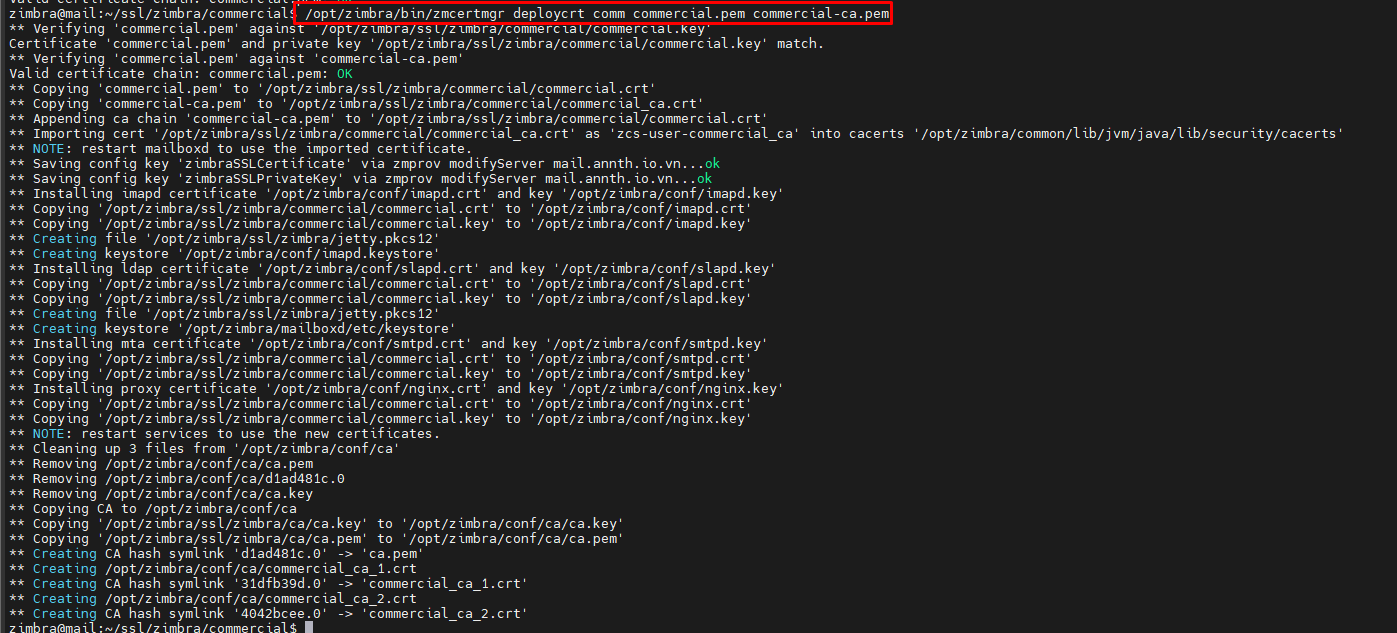 zimbra@mail:~/ssl/zimbra/commercial$ /opt/zimbra/bin/zmcertmgr deploycrt comm commercial.pem commercial-ca.pem
** Verifying 'commercial.pem' against '/opt/zimbra/ssl/zimbra/commercial/commercial.key'
Certificate 'commercial.pem' and private key '/opt/zimbra/ssl/zimbra/commercial/commercial.key' match.
** Verifying 'commercial.pem' against 'commercial-ca.pem'
Valid certificate chain: commercial.pem: OK
** Copying 'commercial.pem' to '/opt/zimbra/ssl/zimbra/commercial/commercial.crt'
** Copying 'commercial-ca.pem' to '/opt/zimbra/ssl/zimbra/commercial/commercial_ca.crt'
** Appending ca chain 'commercial-ca.pem' to '/opt/zimbra/ssl/zimbra/commercial/commercial.crt'
** Importing cert '/opt/zimbra/ssl/zimbra/commercial/commercial_ca.crt' as 'zcs-user-commercial_ca' into cacerts '/opt/zimbra/common/lib/jvm/java/lib/security/cacerts'
** NOTE: restart mailboxd to use the imported certificate.
** Saving config key 'zimbraSSLCertificate' via zmprov modifyServer mail.annth.io.vn...ok
** Saving config key 'zimbraSSLPrivateKey' via zmprov modifyServer mail.annth.io.vn...ok
** Installing imapd certificate '/opt/zimbra/conf/imapd.crt' and key '/opt/zimbra/conf/imapd.key'
** Copying '/opt/zimbra/ssl/zimbra/commercial/commercial.crt' to '/opt/zimbra/conf/imapd.crt'
** Copying '/opt/zimbra/ssl/zimbra/commercial/commercial.key' to '/opt/zimbra/conf/imapd.key'
** Creating file '/opt/zimbra/ssl/zimbra/jetty.pkcs12'
** Creating keystore '/opt/zimbra/conf/imapd.keystore'
** Installing ldap certificate '/opt/zimbra/conf/slapd.crt' and key '/opt/zimbra/conf/slapd.key'
** Copying '/opt/zimbra/ssl/zimbra/commercial/commercial.crt' to '/opt/zimbra/conf/slapd.crt'
** Copying '/opt/zimbra/ssl/zimbra/commercial/commercial.key' to '/opt/zimbra/conf/slapd.key'
** Creating file '/opt/zimbra/ssl/zimbra/jetty.pkcs12'
** Creating keystore '/opt/zimbra/mailboxd/etc/keystore'
** Installing mta certificate '/opt/zimbra/conf/smtpd.crt' and key '/opt/zimbra/conf/smtpd.key'
** Copying '/opt/zimbra/ssl/zimbra/commercial/commercial.crt' to '/opt/zimbra/conf/smtpd.crt'
** Copying '/opt/zimbra/ssl/zimbra/commercial/commercial.key' to '/opt/zimbra/conf/smtpd.key'
** Installing proxy certificate '/opt/zimbra/conf/nginx.crt' and key '/opt/zimbra/conf/nginx.key'
** Copying '/opt/zimbra/ssl/zimbra/commercial/commercial.crt' to '/opt/zimbra/conf/nginx.crt'
** Copying '/opt/zimbra/ssl/zimbra/commercial/commercial.key' to '/opt/zimbra/conf/nginx.key'
** NOTE: restart services to use the new certificates.
** Cleaning up 3 files from '/opt/zimbra/conf/ca'
** Removing /opt/zimbra/conf/ca/ca.pem
** Removing /opt/zimbra/conf/ca/d1ad481c.0
** Removing /opt/zimbra/conf/ca/ca.key
** Copying CA to /opt/zimbra/conf/ca
** Copying '/opt/zimbra/ssl/zimbra/ca/ca.key' to '/opt/zimbra/conf/ca/ca.key'
** Copying '/opt/zimbra/ssl/zimbra/ca/ca.pem' to '/opt/zimbra/conf/ca/ca.pem'
** Creating CA hash symlink 'd1ad481c.0' -> 'ca.pem'
** Creating /opt/zimbra/conf/ca/commercial_ca_1.crt
** Creating CA hash symlink '31dfb39d.0' -> 'commercial_ca_1.crt'
** Creating /opt/zimbra/conf/ca/commercial_ca_2.crt
** Creating CA hash symlink '4042bcee.0' -> 'commercial_ca_2.crt'
zimbra@mail:~/ssl/zimbra/commercial$